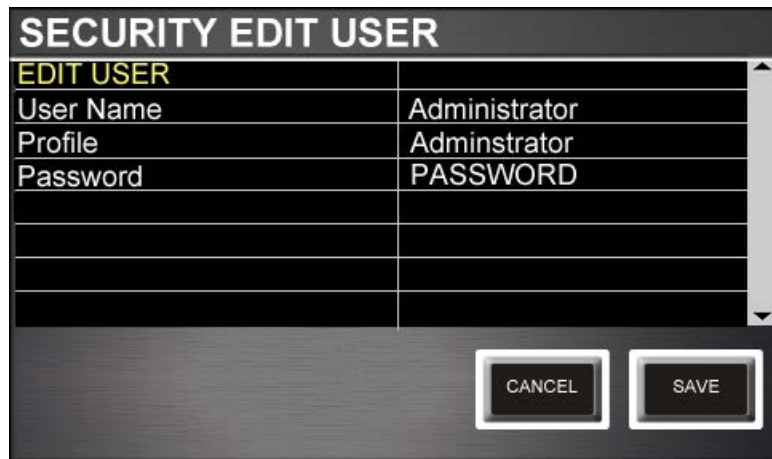 SECURITY EDIT USER
EDIT USER
User Name Administrator
Profile Adminstrator
Password PASSWORD
CANCEL SAVE